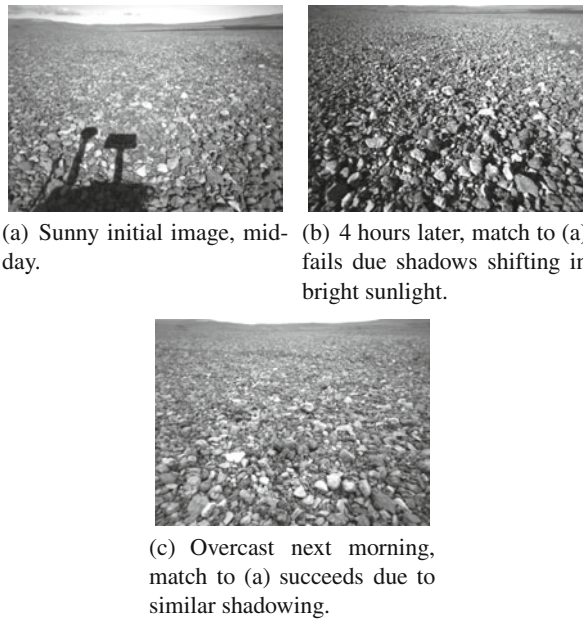 (a) Sunny initial image, mid-
day.
(b) 4 hours later, match to (a)
fails due shadows shifting in
bright sunlight.
(c) Overcast next morning,
match to (a) succeeds due to
similar shadowing.